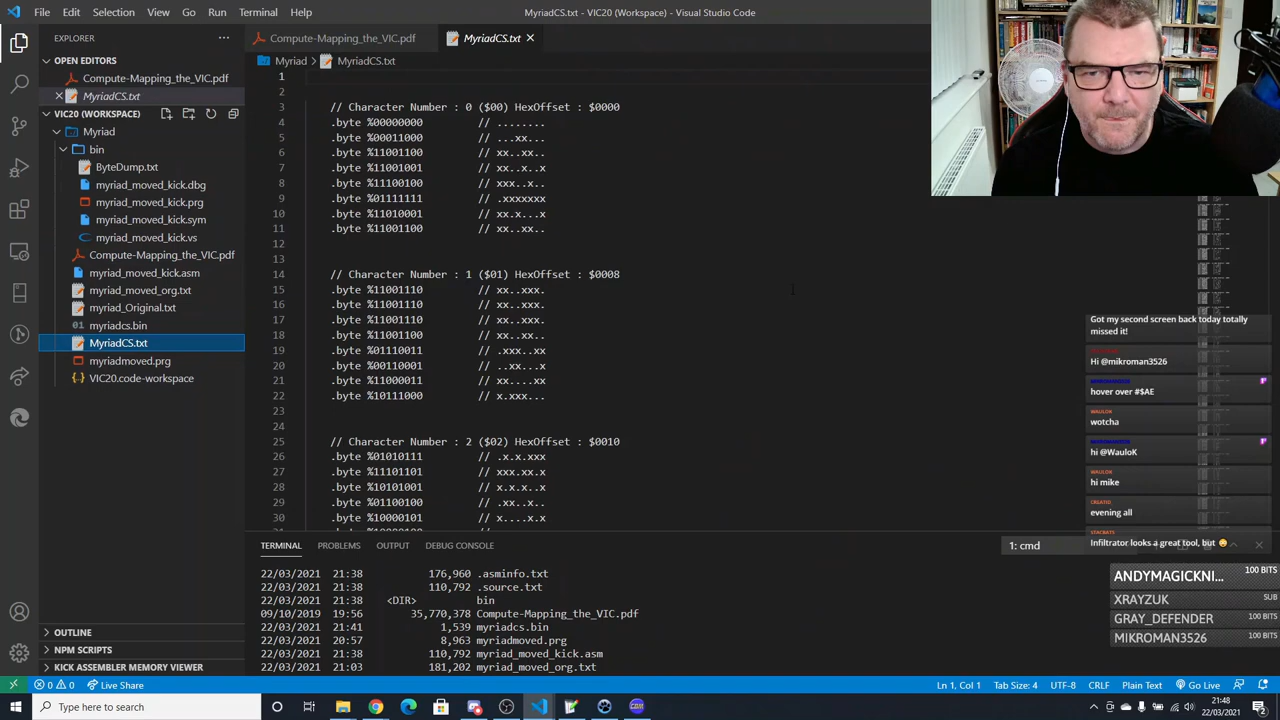 File Edit Selection View Go Run Terminal Help
MyriadCS.txt - VIC20 (Workspace) - Visual Studio Code
EXPLORER
OPEN EDITORS
Compute-Mapping_the_VIC.pdf
MyriadCS.txt
VIC20 (WORKSPACE)
Myriad
bin
ByteDump.txt
myriad_moved_kick.dbg
myriad_moved_kick.prg
myriad_moved_kick.sym
myriad_moved_kick.vs
Compute-Mapping_the_VIC.pdf
myriad_moved_kick.asm
myriad_moved_org.txt
myriad_Original.txt
myriadcs.bin
MyriadCS.txt
myriadmoved.prg
VIC20.code-workspace
OUTLINE
NPM SCRIPTS
KICK ASSEMBLER MEMORY VIEWER
Compute-Mapping_the_VIC.pdf
MyriadCS.txt
Myriad > MyriadCS.txt
1
2
3 // Character Number : 0 ($00) HexOffset : $0000
4 .byte %00000000 // ........
5 .byte %00011000 // ...xx...
6 .byte %11001100 // xx..xx..
7 .byte %11001001 // xx..x..x
8 .byte %11100100 // xxx..x..
9 .byte %01111111 // .xxxxxxx
10 .byte %11010001 // xx.x...x
11 .byte %11001100 // xx..xx..
12
13
14 // Character Number : 1 ($01) HexOffset : $0008
15 .byte %11001110 // xx..xxx.
16 .byte %11001110 // xx..xxx.
17 .byte %11001110 // xx..xxx.
18 .byte %11001100 // xx..xx..
19 .byte %01110011 // .xxx..xx
20 .byte %00110010 // ..xx..x.
21 .byte %11000011 // xx....xx
22 .byte %10111000 // x.xxx...
23
24
25 // Character Number : 2 ($02) HexOffset : $0010
26 .byte %01010111 // .x.x.xxx
27 .byte %11101101 // xxx.xx.x
28 .byte %10101001 // x.x.x..x
29 .byte %01100100 // .xx..x..
30 .byte %10000101 // x....x.x
TERMINAL PROBLEMS OUTPUT DEBUG CONSOLE
1: cmd
22/03/2021 21:38 176,960 .asminfo.txt
22/03/2021 21:38 110,792 .source.txt
22/03/2021 21:38 <DIR> bin
09/10/2019 19:56 35,770,378 Compute-Mapping_the_VIC.pdf
22/03/2021 21:41 1,539 myriadcs.bin
22/03/2021 20:57 8,963 myriadmoved.prg
22/03/2021 21:38 110,792 myriad_moved_kick.asm
22/03/2021 21:03 181,202 myriad_moved_org.txt
Got my second screen back today totally
missed it!
Hi @mikroman3526
hover over #$AE
WAULOK
wotcha
hi @WauloK
WAULOK
hi mike
evening all
STACBATS
Infiltrator looks a great tool, but 😳
ANDYMAGICKNI... 100 BITS
XRAYZUK SUB
GRAY_DEFENDER 100 BITS
MIKROMAN3526 100 BITS
0 0 Live Share
Ln 1, Col 1 Tab Size: 4 UTF-8 CRLF Plain Text Go Live
Type here to search
21:48
22/03/2021